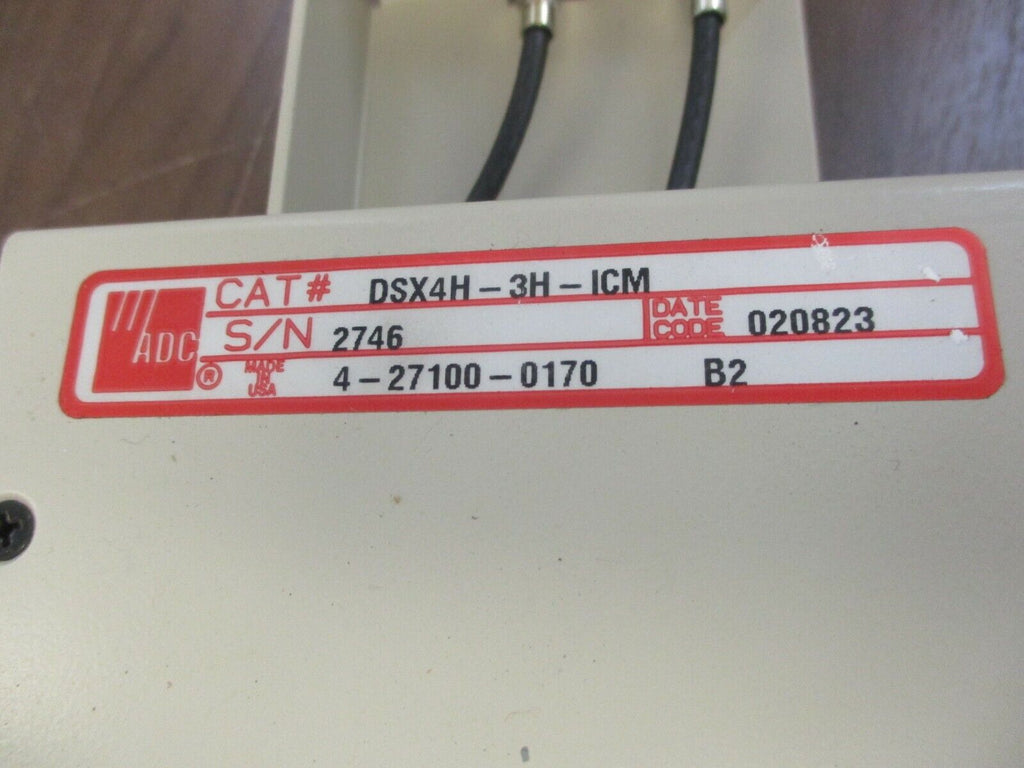 CAT# DSX4H-3H-ICM
ADC S/N 2746 DATE CODE 020823
® MADE IN USA 4-27100-0170 B2